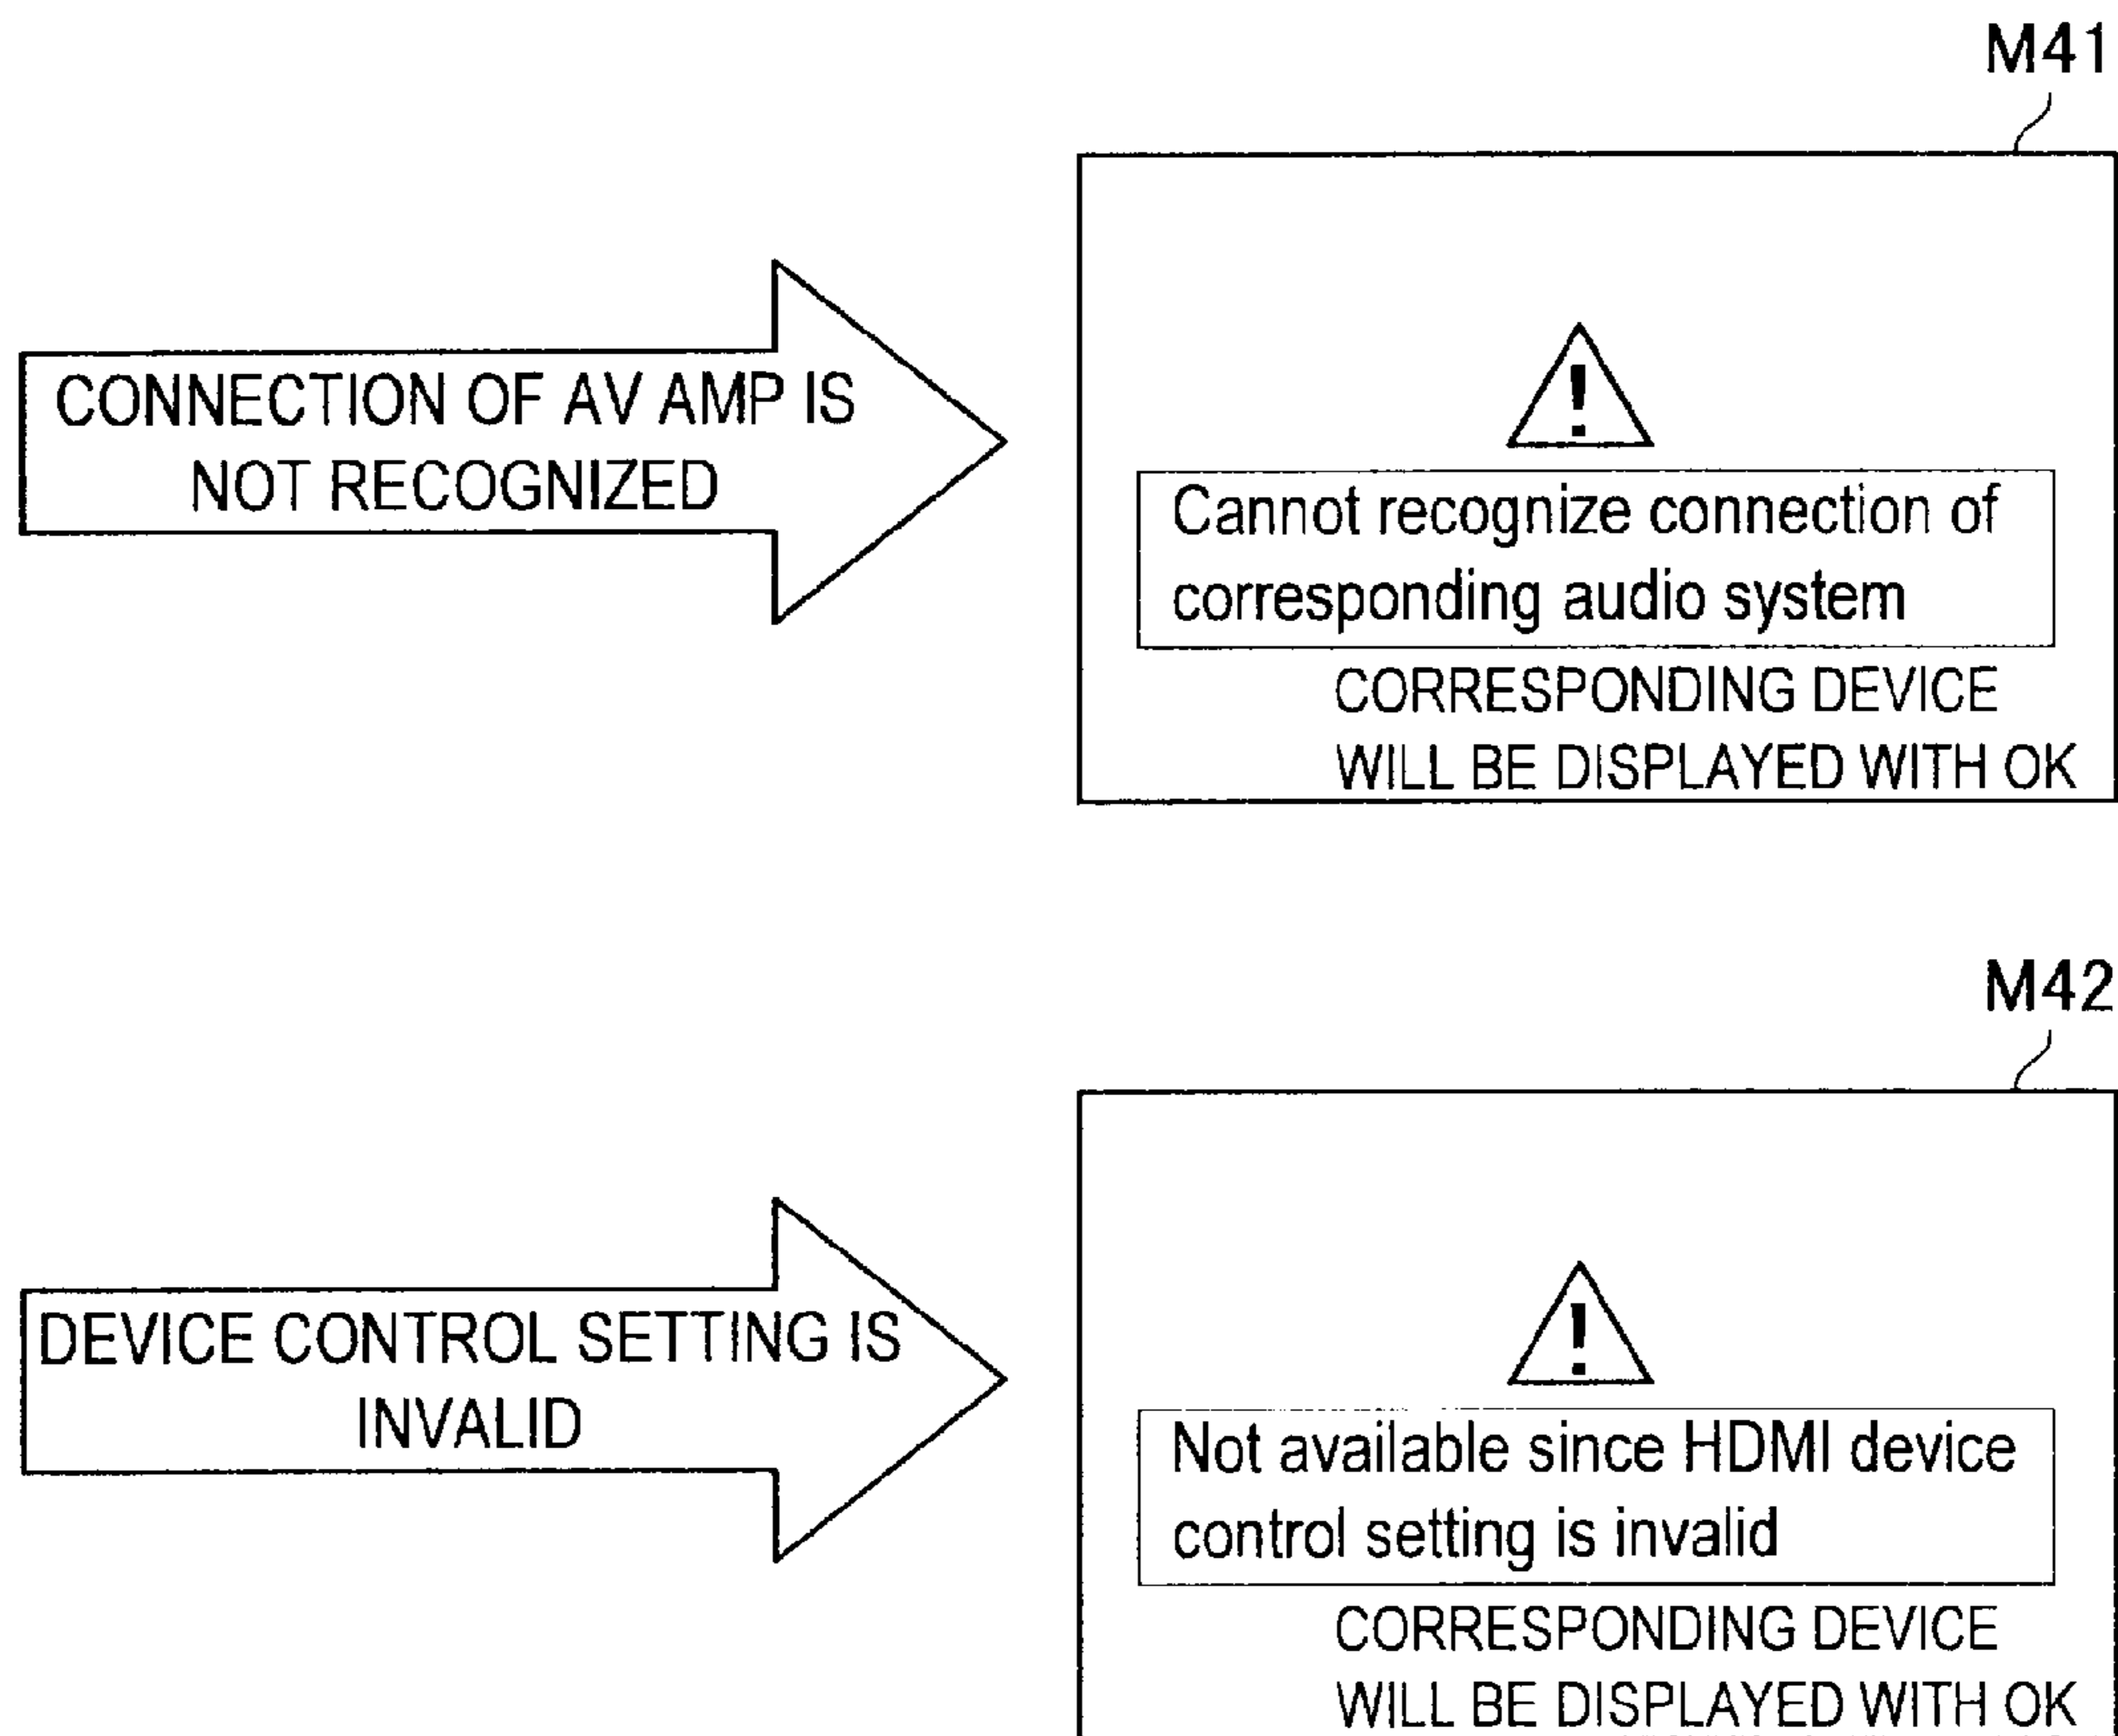 M41
CONNECTION OF AV AMP IS
NOT RECOGNIZED
!
Cannot recognize connection of
corresponding audio system
CORRESPONDING DEVICE
WILL BE DISPLAYED WITH OK
M42
DEVICE CONTROL SETTING IS
INVALID
!
Not available since HDMI device
control setting is invalid
CORRESPONDING DEVICE
WILL BE DISPLAYED WITH OK